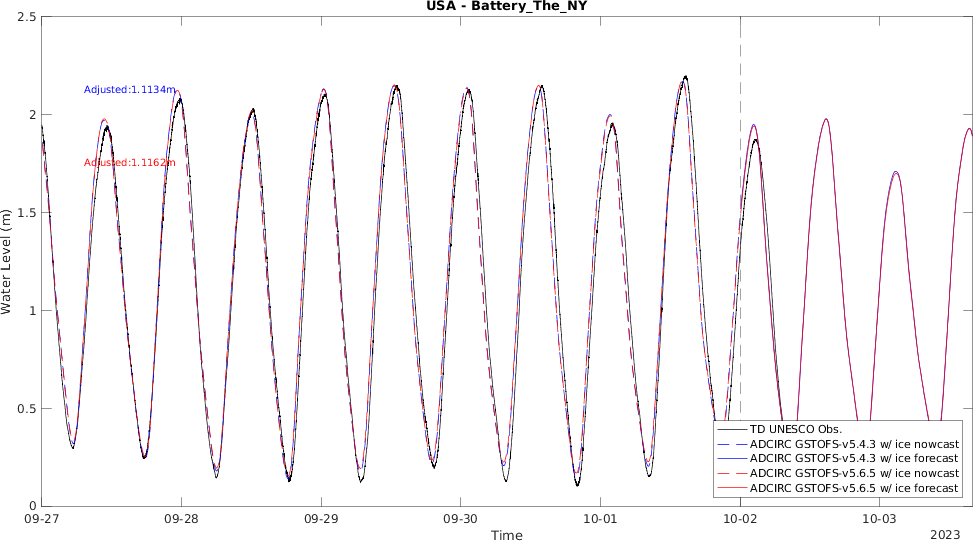 USA - Battery_The_NY
2.5
Adjusted:1.1134m
2
Adjusted:1.1162m
1.5
Water Level (m)
1
0.5
TD UNESCO Obs.
ADCIRC GSTOFS-v5.4.3 w/ ice nowcast
ADCIRC GSTOFS-v5.4.3 w/ ice forecast
ADCIRC GSTOFS-v5.6.5 w/ ice nowcast
ADCIRC GSTOFS-v5.6.5 w/ ice forecast
0
09-27 09-28 09-29 09-30 10-01 10-02 10-03
Time
2023